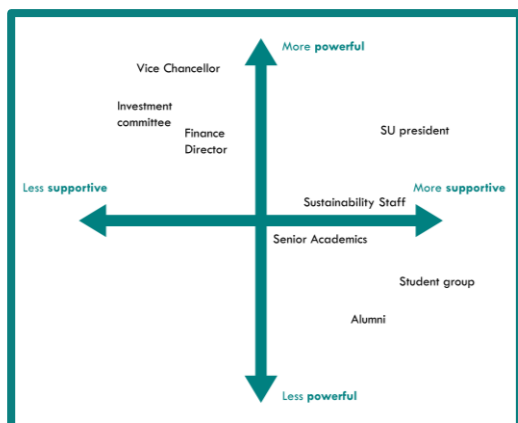 More powerful
Vice Chancellor
Investment
committee
Finance
Director
SU president
Less supportive
More supportive
Sustainability Staff
Senior Academics
Student group
Alumni
Less powerful